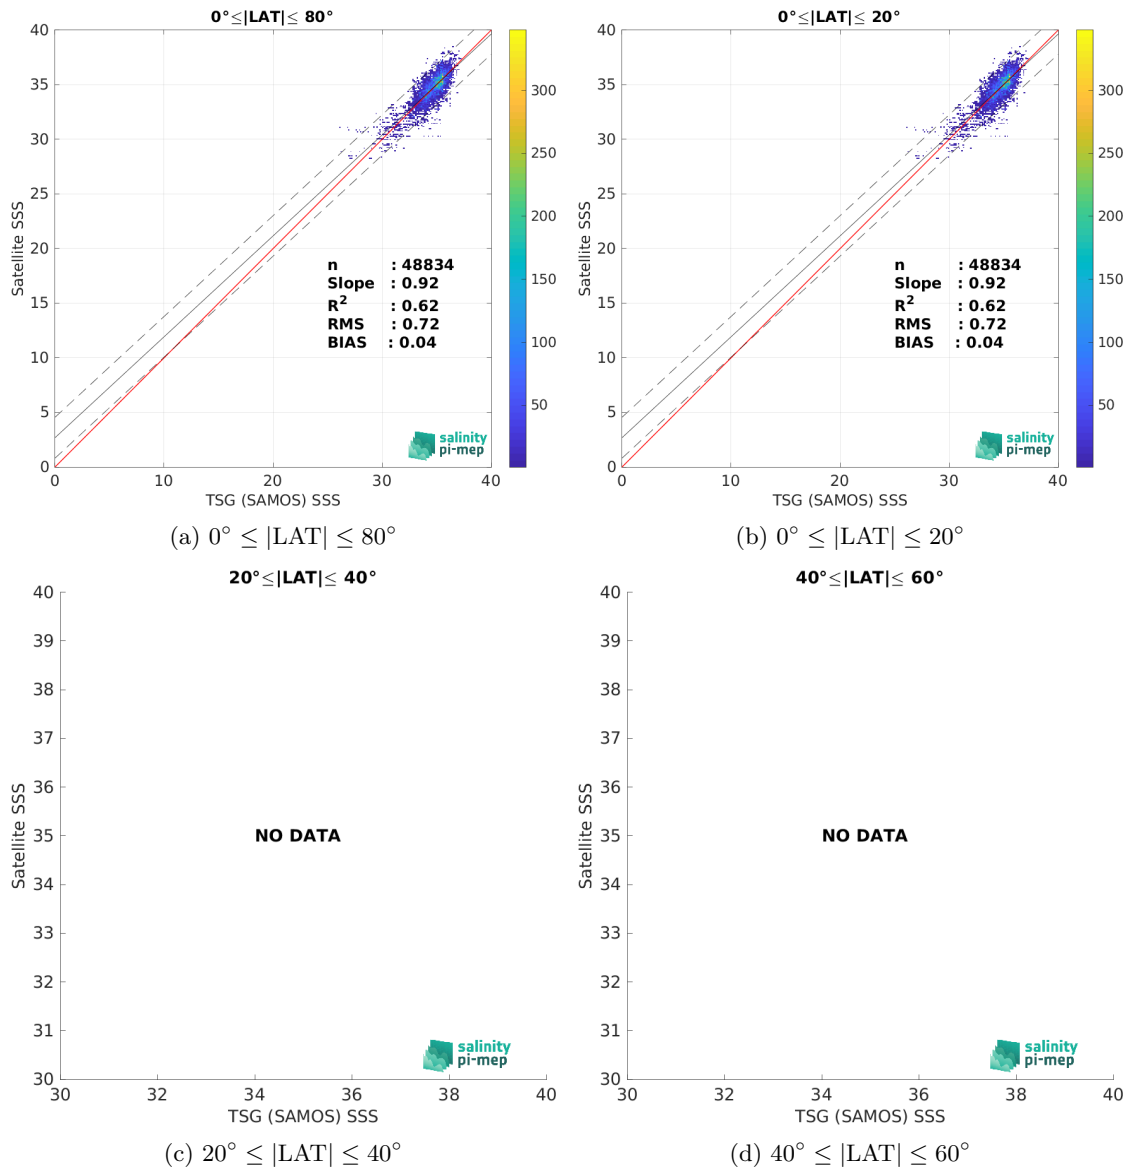 0°≤|LAT|≤ 80°
40
35
30
25
20
15
10
5
0
Satellite SSS
n : 48834
Slope : 0.92
R² : 0.62
RMS : 0.72
BIAS : 0.04
salinity
pi-mep
0 10 20 30 40
TSG (SAMOS) SSS
300
250
200
150
100
50
(a) 0° ≤ |LAT| ≤ 80°
0°≤|LAT|≤ 20°
40
35
30
25
20
15
10
5
0
Satellite SSS
n : 48834
Slope : 0.92
R² : 0.62
RMS : 0.72
BIAS : 0.04
salinity
pi-mep
0 10 20 30 40
TSG (SAMOS) SSS
300
250
200
150
100
50
(b) 0° ≤ |LAT| ≤ 20°
20°≤|LAT|≤ 40°
40
39
38
37
36
35
34
33
32
31
30
Satellite SSS
NO DATA
salinity
pi-mep
30 32 34 36 38 40
TSG (SAMOS) SSS
(c) 20° ≤ |LAT| ≤ 40°
40°≤|LAT|≤ 60°
40
39
38
37
36
35
34
33
32
31
30
Satellite SSS
NO DATA
salinity
pi-mep
30 32 34 36 38 40
TSG (SAMOS) SSS
(d) 40° ≤ |LAT| ≤ 60°